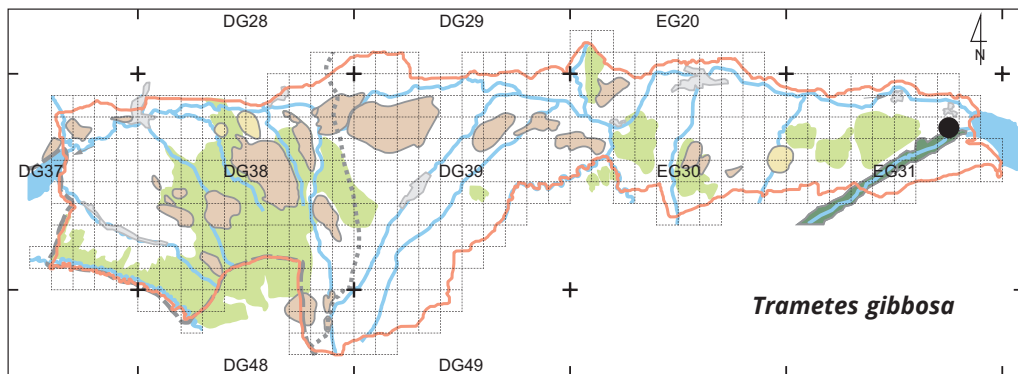 DG28 DG29 EG20
N
DG37 DG38 DG39 EG30 EG31
Trametes gibbosa
DG48 DG49